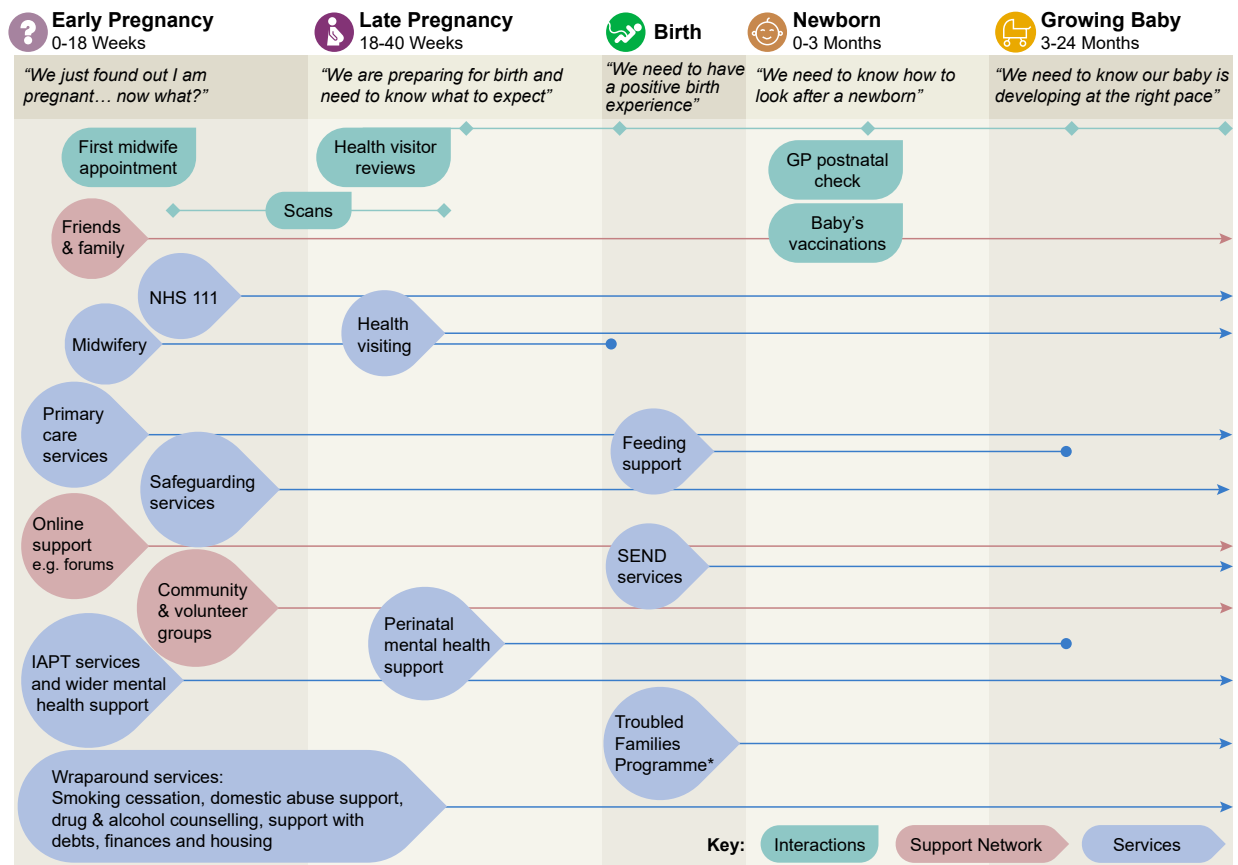 Early Pregnancy
0-18 Weeks
Late Pregnancy
18-40 Weeks
Birth
Newborn
0-3 Months
Growing Baby
3-24 Months
“We just found out I am
pregnant… now what?”
“We are preparing for birth and
need to know what to expect”
“We need to have
a positive birth
experience”
“We need to know how to
look after a newborn”
“We need to know our baby is
developing at the right pace”
First midwife
appointment
Health visitor
reviews
GP postnatal
check
Scans
Friends
& family
Baby’s
vaccinations
NHS 111
Midwifery
Health
visiting
Primary
care
services
Feeding
support
Safeguarding
services
Online
support
e.g. forums
SEND
services
Community
& volunteer
groups
Perinatal
mental health
support
IAPT services
and wider mental
health support
Troubled
Families
Programme*
Wraparound services:
Smoking cessation, domestic abuse support,
drug & alcohol counselling, support with
debts, finances and housing
Key:
Interactions
Support Network
Services